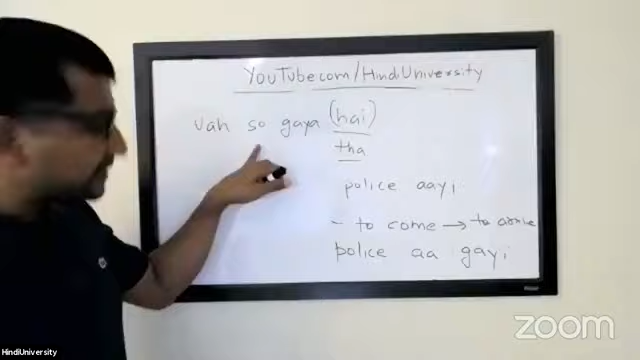 YouTube.com/HindiUniversity
Vah so gaya (hai)
tha
police aayi
- to come → to arrive
police aa gayi
HindiUniversity
zoom